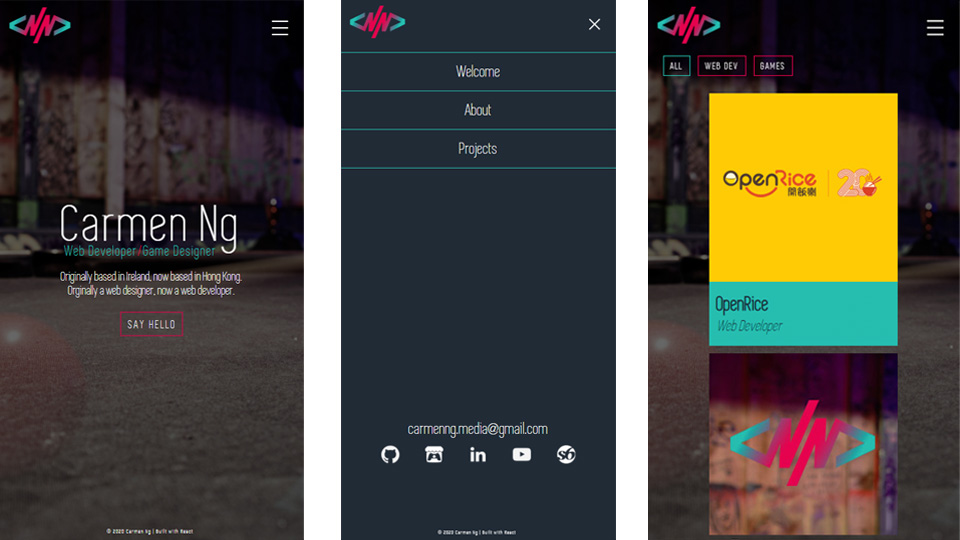 Carmen Ng
Web Developer/Game Designer
Originally based in Ireland, now based in Hong Kong.
Orginally a web designer, now a web developer.
SAY HELLO
© 2020 Carmen Ng | Built with React
Welcome
About
Projects
carmenng.media@gmail.com
© 2020 Carmen Ng | Built with React
ALL WEB DEV GAMES
OpenRice 開飯喇 20
OpenRice
Web Developer